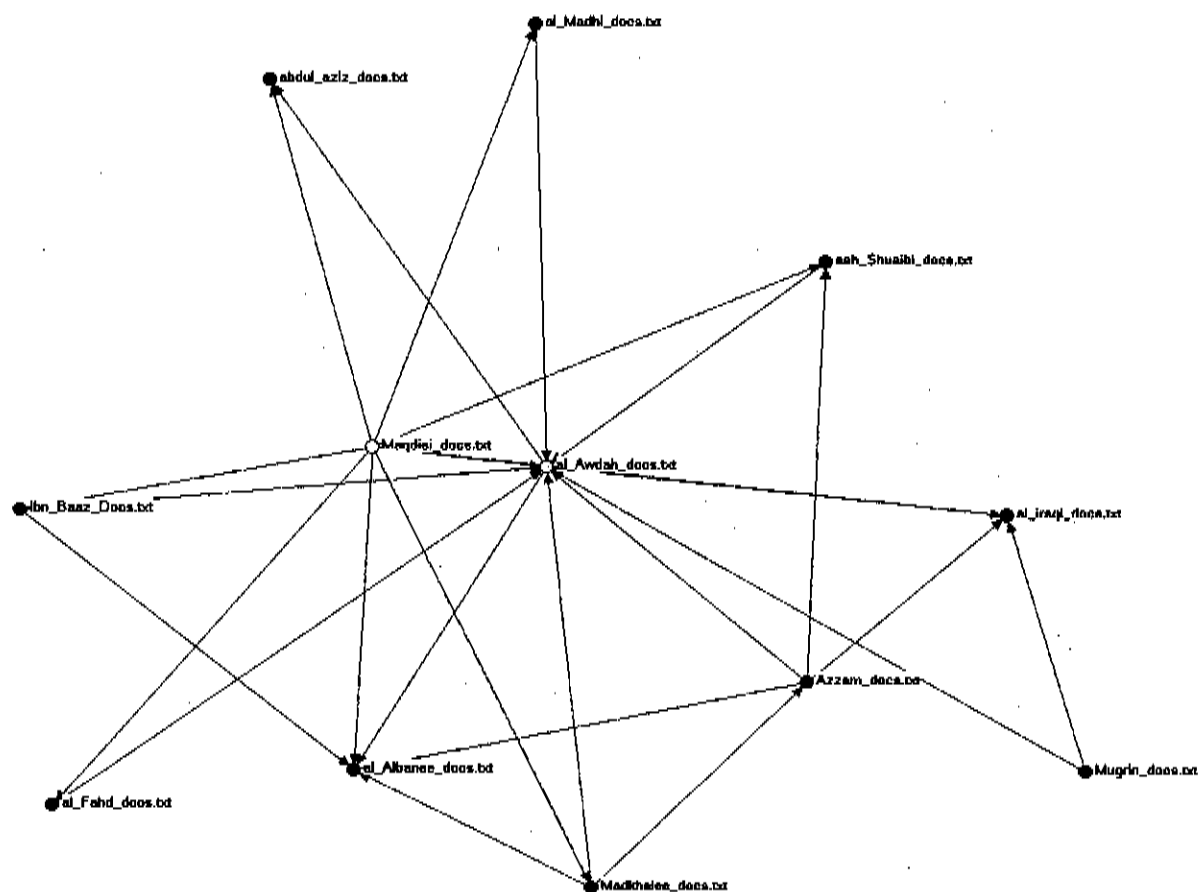 al_Madhi_docs.txt
abdul_aziz_docs.txt
ash_Shuaibi_docs.txt
Maqdisi_docs.txt
al_Awdah_docs.txt
Ibn_Baaz_Docs.txt
al_iraqi_docs.txt
Azzam_docs.txt
al_Albanee_docs.txt
Mugrin_docs.txt
al_Fahd_docs.txt
Madkhalee_docs.txt